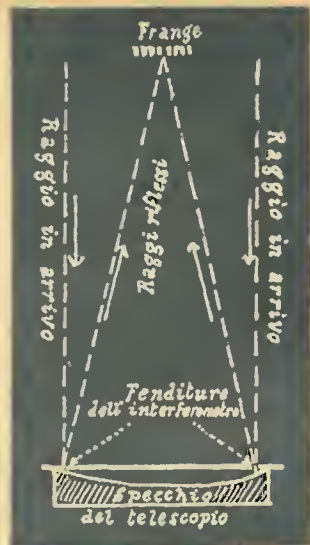 Frange
Raggio in arrivo
Raggi riflessi
Raggio in arrivo
Fenditure
dell'interferometro
Specchio
del telescopio